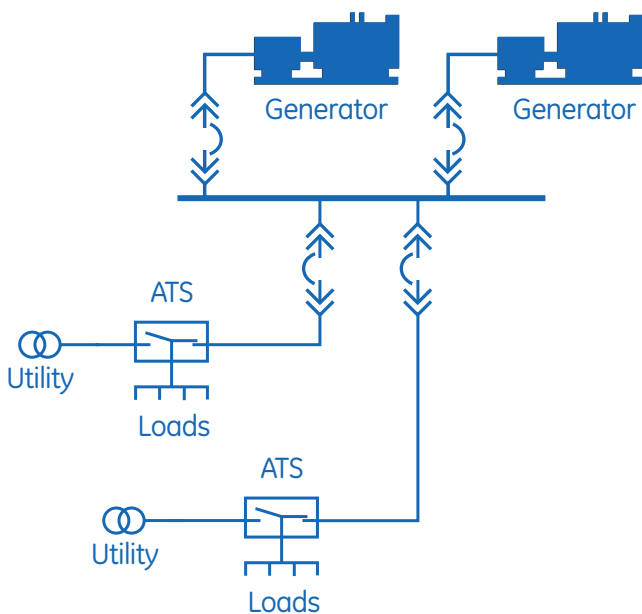 Generator
Generator
ATS
Utility
Loads
ATS
Utility
Loads